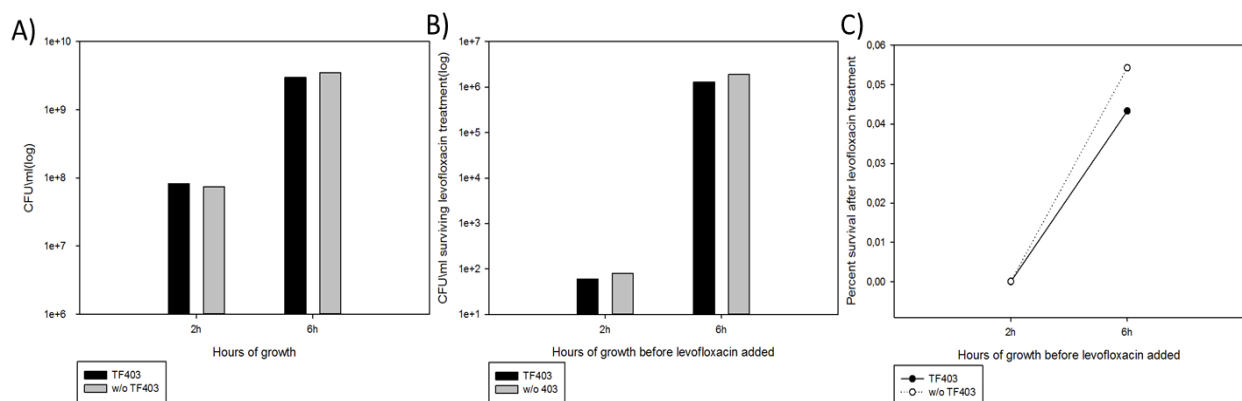 A)
1e+10
1e+9
1e+8
1e+7
1e+6
CFU\ml(log)
2h
6h
Hours of growth
TF403
w/o TF403
B)
1e+7
1e+6
1e+5
1e+4
1e+3
1e+2
1e+1
CFU\ml surviving levofloxacin treatment(log)
2h
6h
Hours of growth before levofloxacin added
TF403
w/o 403
C)
0,06
0,05
0,04
0,03
0,02
0,01
0,00
Percent survival after levofloxacin treatment
2h
6h
Hours of growth before levofloxacin added
TF403
w/o TF403